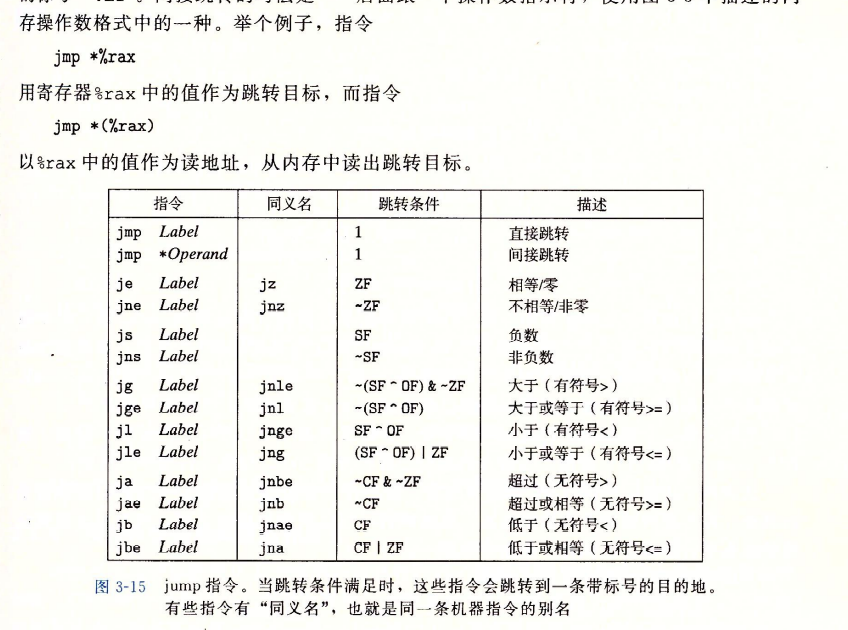 存操作数格式中的一种。举个例子，指令
jmp *%rax
用寄存器%rax 中的值作为跳转目标，而指令
jmp *(%rax)
以%rax 中的值作为读地址，从内存中读出跳转目标。
指令 同义名 跳转条件 描述
jmp Label 1 直接跳转
jmp *Operand 1 间接跳转
je Label jz ZF 相等/零
jne Label jnz ~ZF 不相等/非零
js Label SF 负数
jns Label ~SF 非负数
jg Label jnle ~(SF ^ OF) & ~ZF 大于（有符号>）
jge Label jnl ~(SF ^ OF) 大于或等于（有符号>=）
jl Label jnge SF ^ OF 小于（有符号<）
jle Label jng (SF ^ OF) | ZF 小于或等于（有符号<=）
ja Label jnbe ~CF & ~ZF 超过（无符号>）
jae Label jnb ~CF 超过或相等（无符号>=）
jb Label jnae CF 低于（无符号<）
jbe Label jna CF | ZF 低于或相等（无符号<=）
图 3-15 jump 指令。当跳转条件满足时，这些指令会跳转到一条带标号的目的地。
有些指令有“同义名”，也就是同一条机器指令的别名